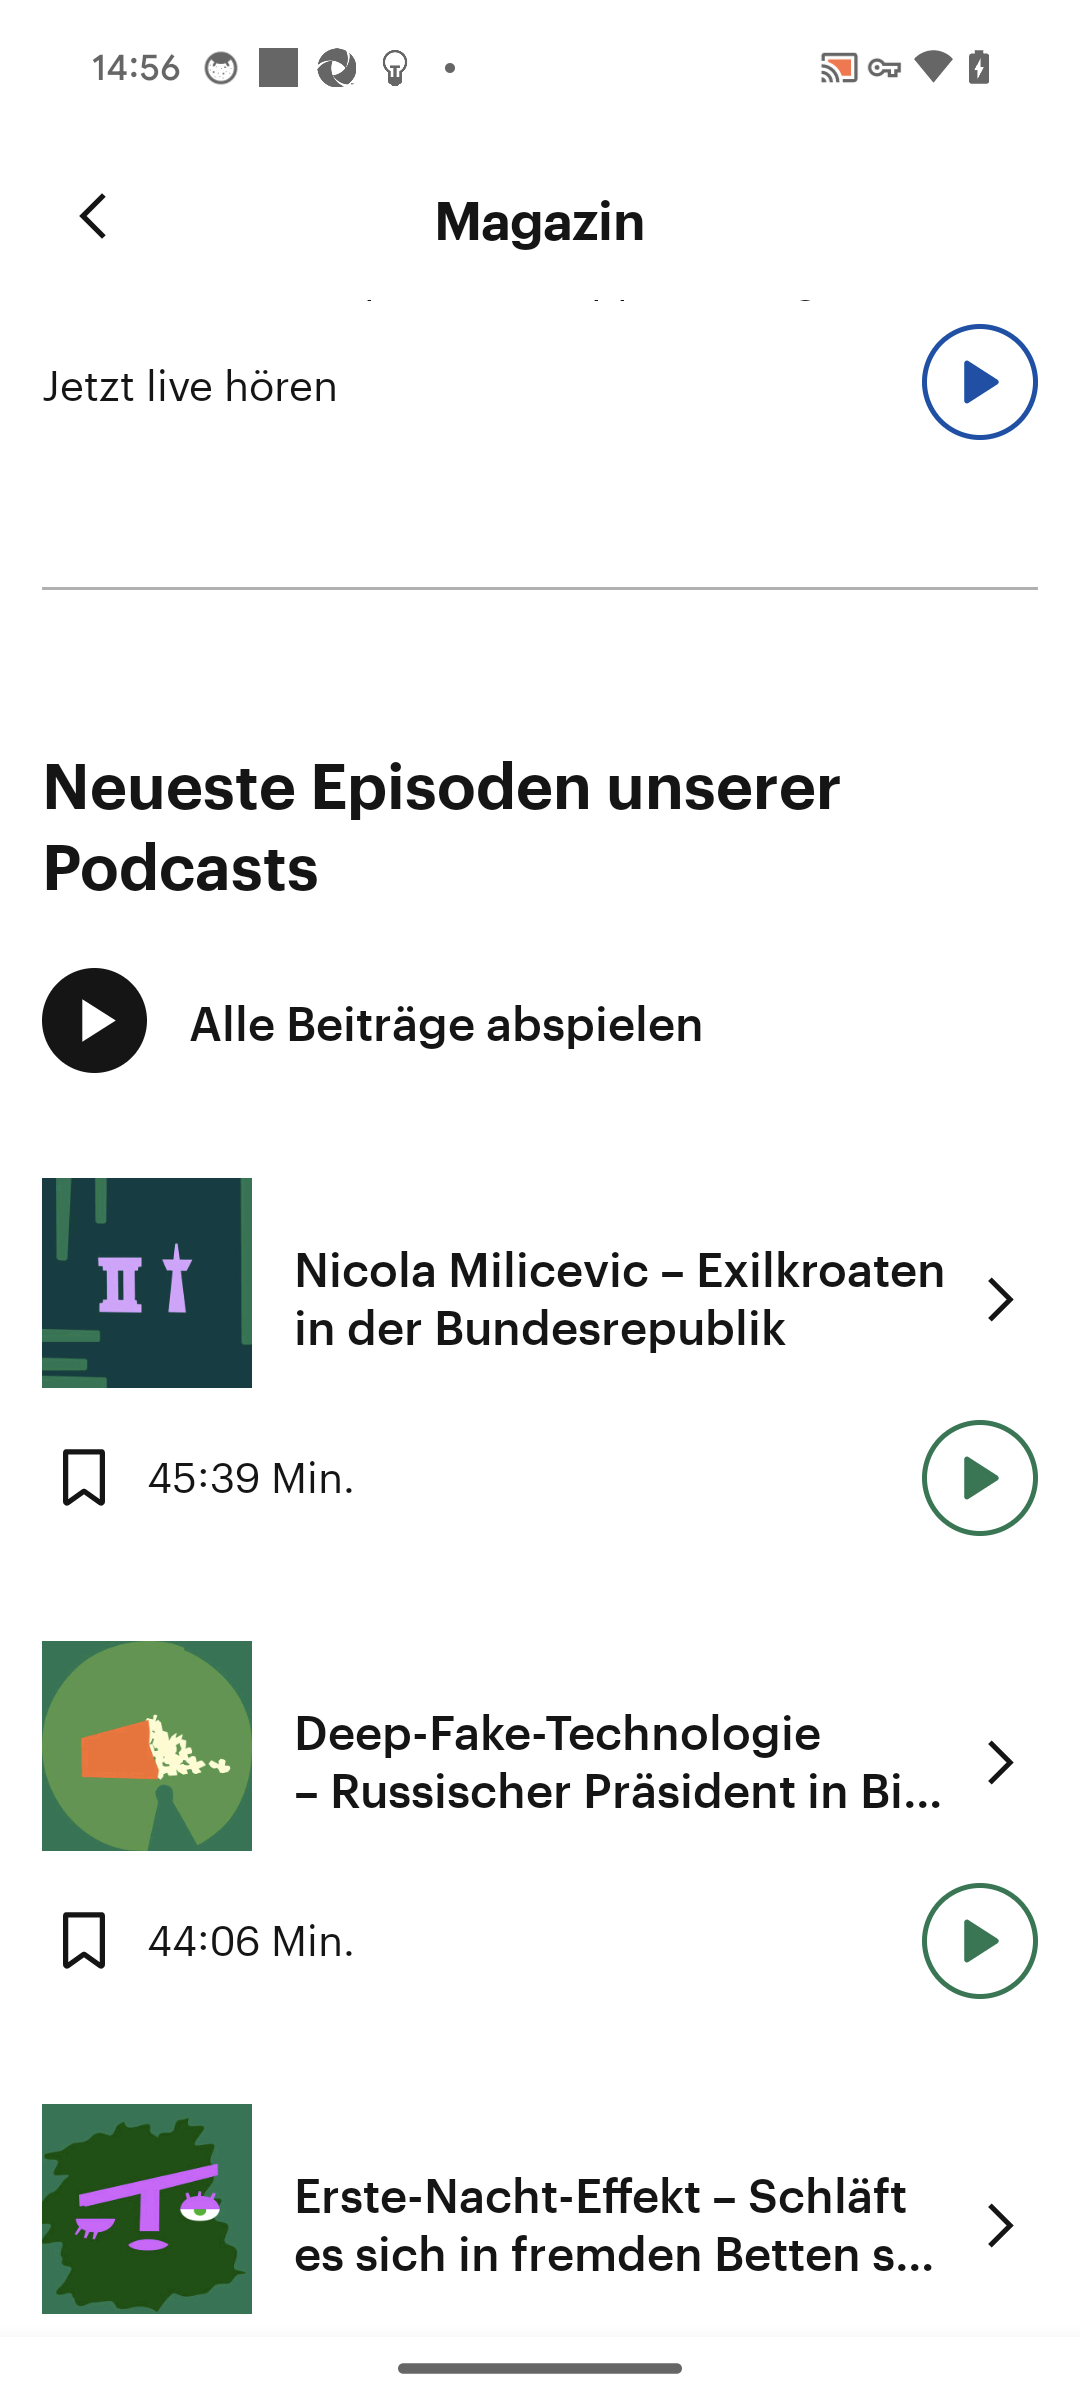 14:56
Magazin
Jetzt live hören
Neueste Episoden unserer
Podcasts
Alle Beiträge abspielen
Nicola Milicevic – Exilkroaten
in der Bundesrepublik
45:39 Min.
Deep-Fake-Technologie
– Russischer Präsident in Bi...
44:06 Min.
Erste-Nacht-Effekt – Schläft
es sich in fremden Betten s...